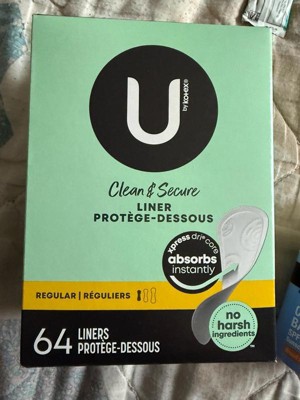 U
by kotex®
Clean & Secure
LINER
PROTÈGE-DESSOUS
xpress dri® core
absorbs
instantly
REGULAR | RÉGULIERS
no
harsh
ingredients
64 LINERS
PROTÈGE-DESSOUS